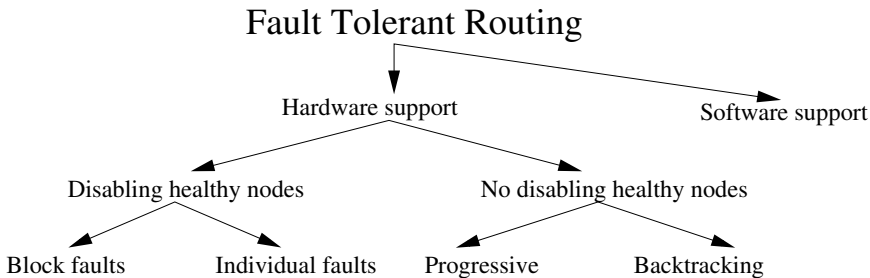 Fault Tolerant Routing
Hardware support
Software support
Disabling healthy nodes
No disabling healthy nodes
Block faults
Individual faults
Progressive
Backtracking